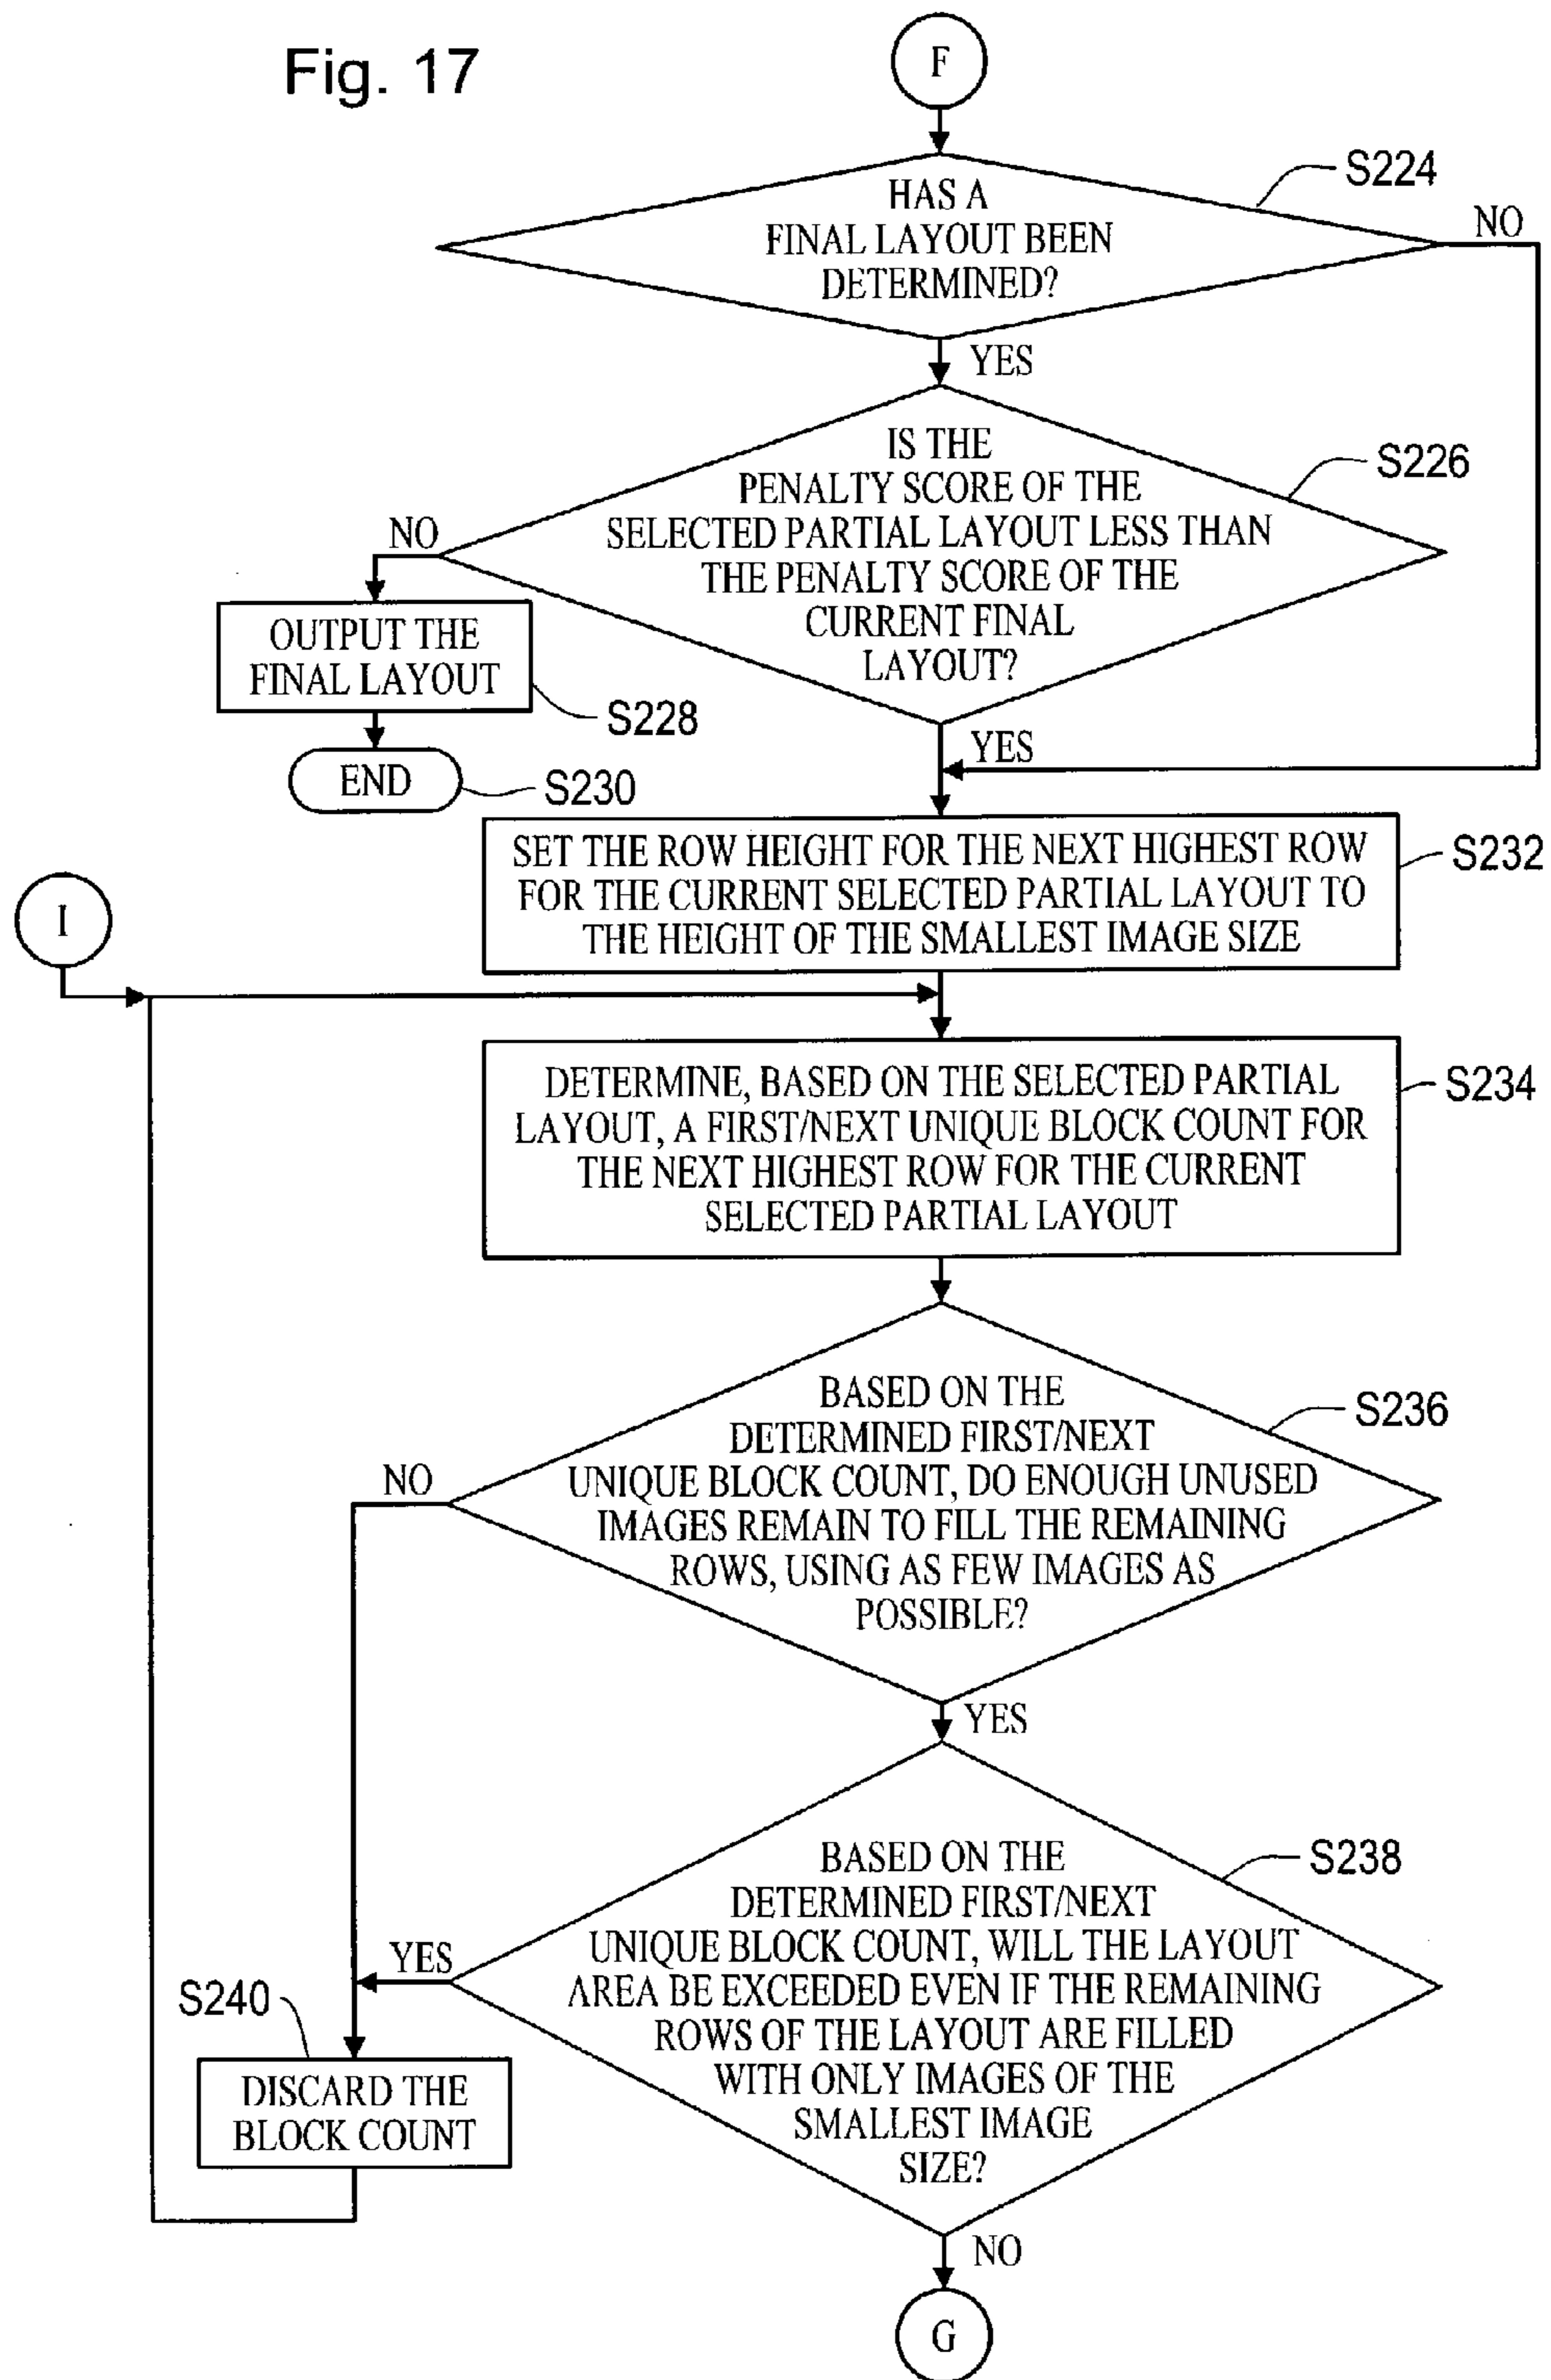 Fig. 17
F
HAS A
FINAL LAYOUT BEEN
DETERMINED?
S224
NO
YES
IS THE
PENALTY SCORE OF THE
SELECTED PARTIAL LAYOUT LESS THAN
THE PENALTY SCORE OF THE
CURRENT FINAL
LAYOUT?
S226
NO
OUTPUT THE
FINAL LAYOUT
S228
END
S230
YES
SET THE ROW HEIGHT FOR THE NEXT HIGHEST ROW
FOR THE CURRENT SELECTED PARTIAL LAYOUT TO
THE HEIGHT OF THE SMALLEST IMAGE SIZE
S232
I
DETERMINE, BASED ON THE SELECTED PARTIAL
LAYOUT, A FIRST/NEXT UNIQUE BLOCK COUNT FOR
THE NEXT HIGHEST ROW FOR THE CURRENT
SELECTED PARTIAL LAYOUT
S234
BASED ON THE
DETERMINED FIRST/NEXT
UNIQUE BLOCK COUNT, DO ENOUGH UNUSED
IMAGES REMAIN TO FILL THE REMAINING
ROWS, USING AS FEW IMAGES AS
POSSIBLE?
S236
NO
YES
BASED ON THE
DETERMINED FIRST/NEXT
UNIQUE BLOCK COUNT, WILL THE LAYOUT
AREA BE EXCEEDED EVEN IF THE REMAINING
ROWS OF THE LAYOUT ARE FILLED
WITH ONLY IMAGES OF THE
SMALLEST IMAGE
SIZE?
S238
YES
S240
DISCARD THE
BLOCK COUNT
NO
G